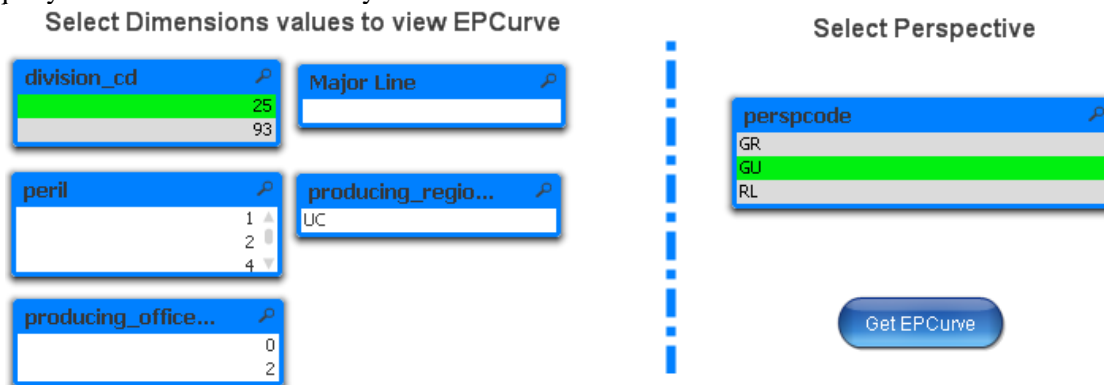 Select Dimensions values to view EPCurve
division_cd
25
93
Major Line
peril
1
2
4
producing_regio...
UC
producing_office...
0
2
Select Perspective
perspcode
GR
GU
RL
Get EPCurve